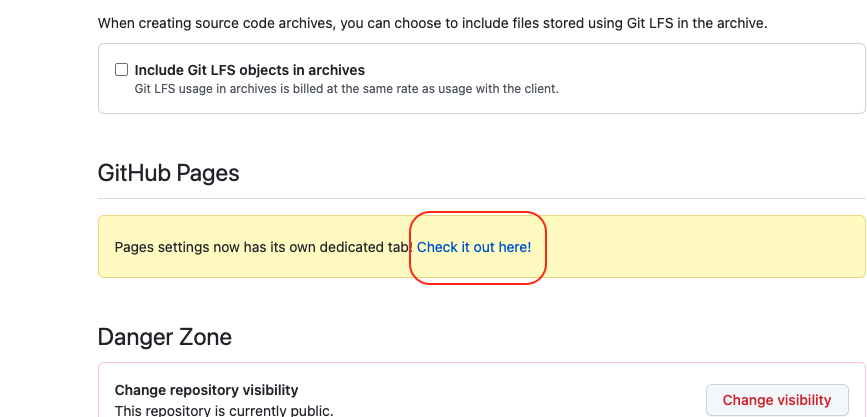 When creating source code archives, you can choose to include files stored using Git LFS in the archive.
Include Git LFS objects in archives
Git LFS usage in archives is billed at the same rate as usage with the client.
GitHub Pages
Pages settings now has its own dedicated tab! Check it out here!
Danger Zone
Change repository visibility
This repository is currently public.
Change visibility